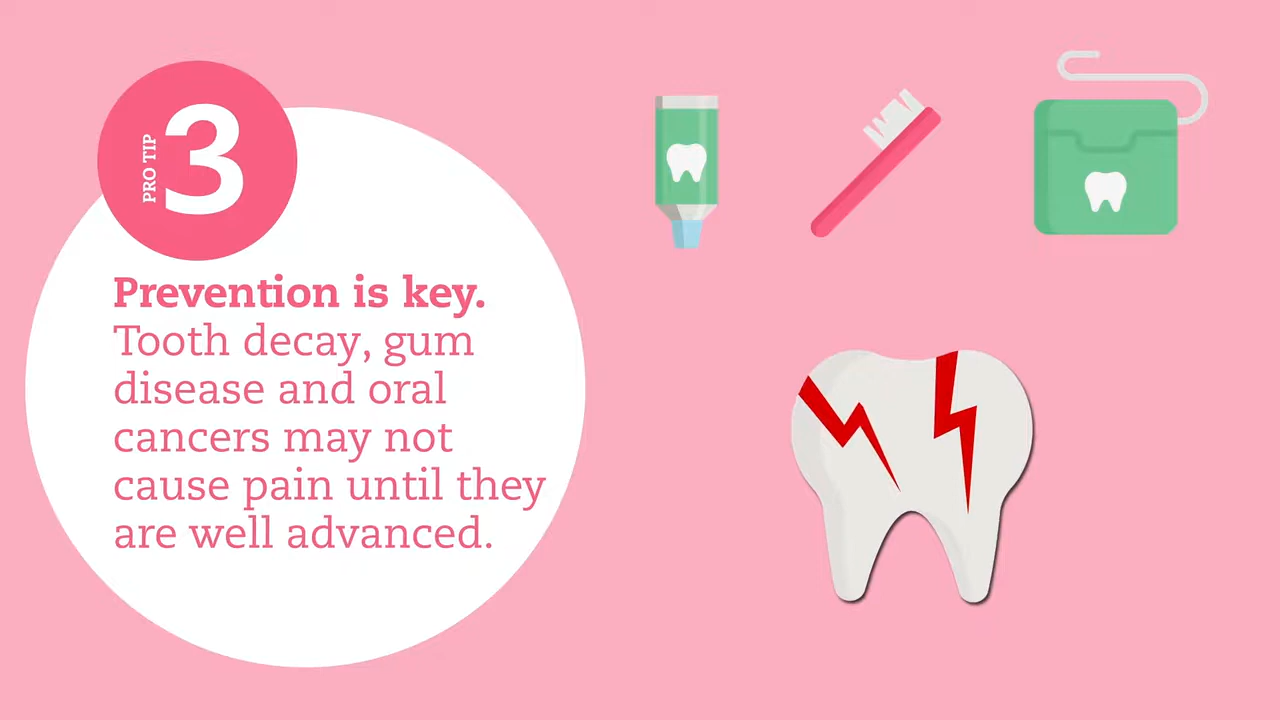 PRO TIP
3
Prevention is key.
Tooth decay, gum
disease and oral
cancers may not
cause pain until they
are well advanced.